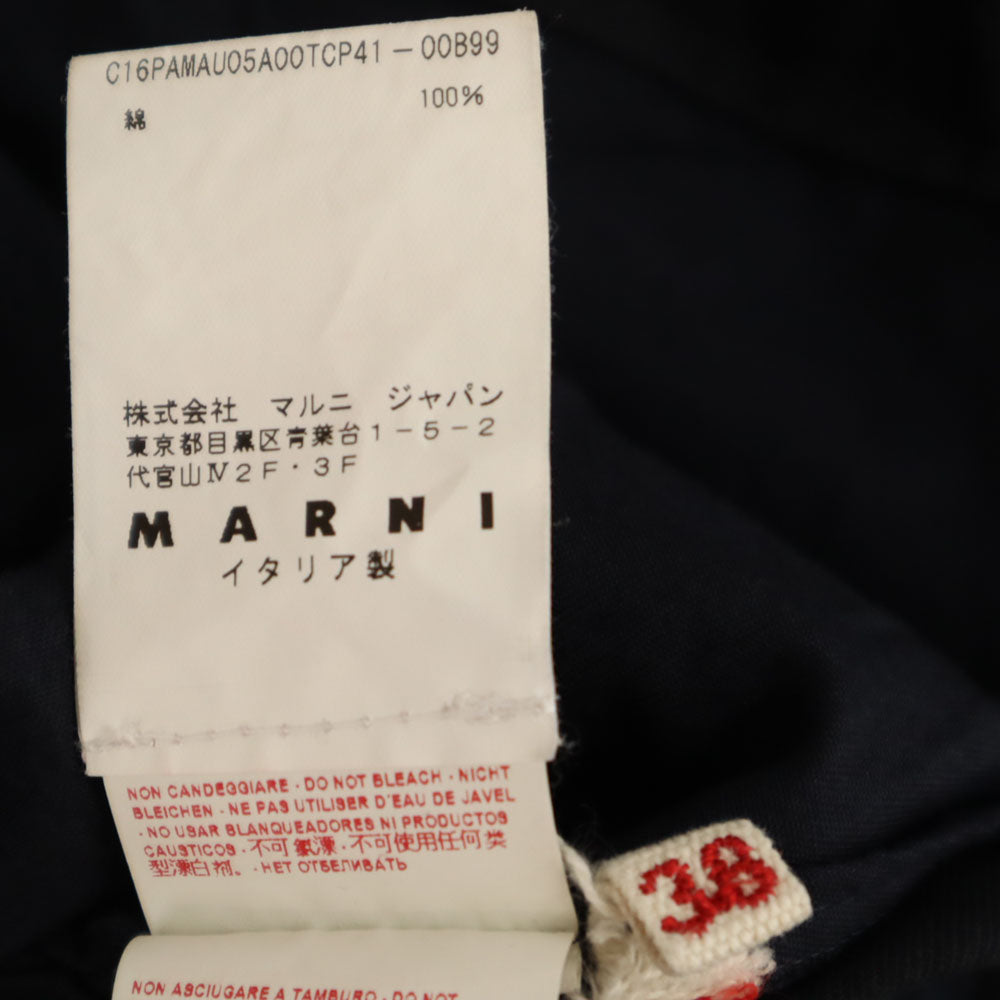 C16PAMAU05A00TCP41-00B99
綿 100%
株式会社 マルニ ジャパン
東京都目黒区青葉台1-5-2
代官山Ⅳ2F・3F
MARNI
イタリア製
NON CANDEGGIARE · DO NOT BLEACH · NICHT
BLEICHEN · NE PAS UTILISER D'EAU DE JAVEL
· NO USAR BLANQUEADORES NI PRODUCTOS
CAUSTICOS · 不可氯漂 · 不可使用任何类
型漂白剂。· НЕ ОТБЕЛИВАТЬ
38
NON ASCIUGARE A TAMBURO · DO NOT